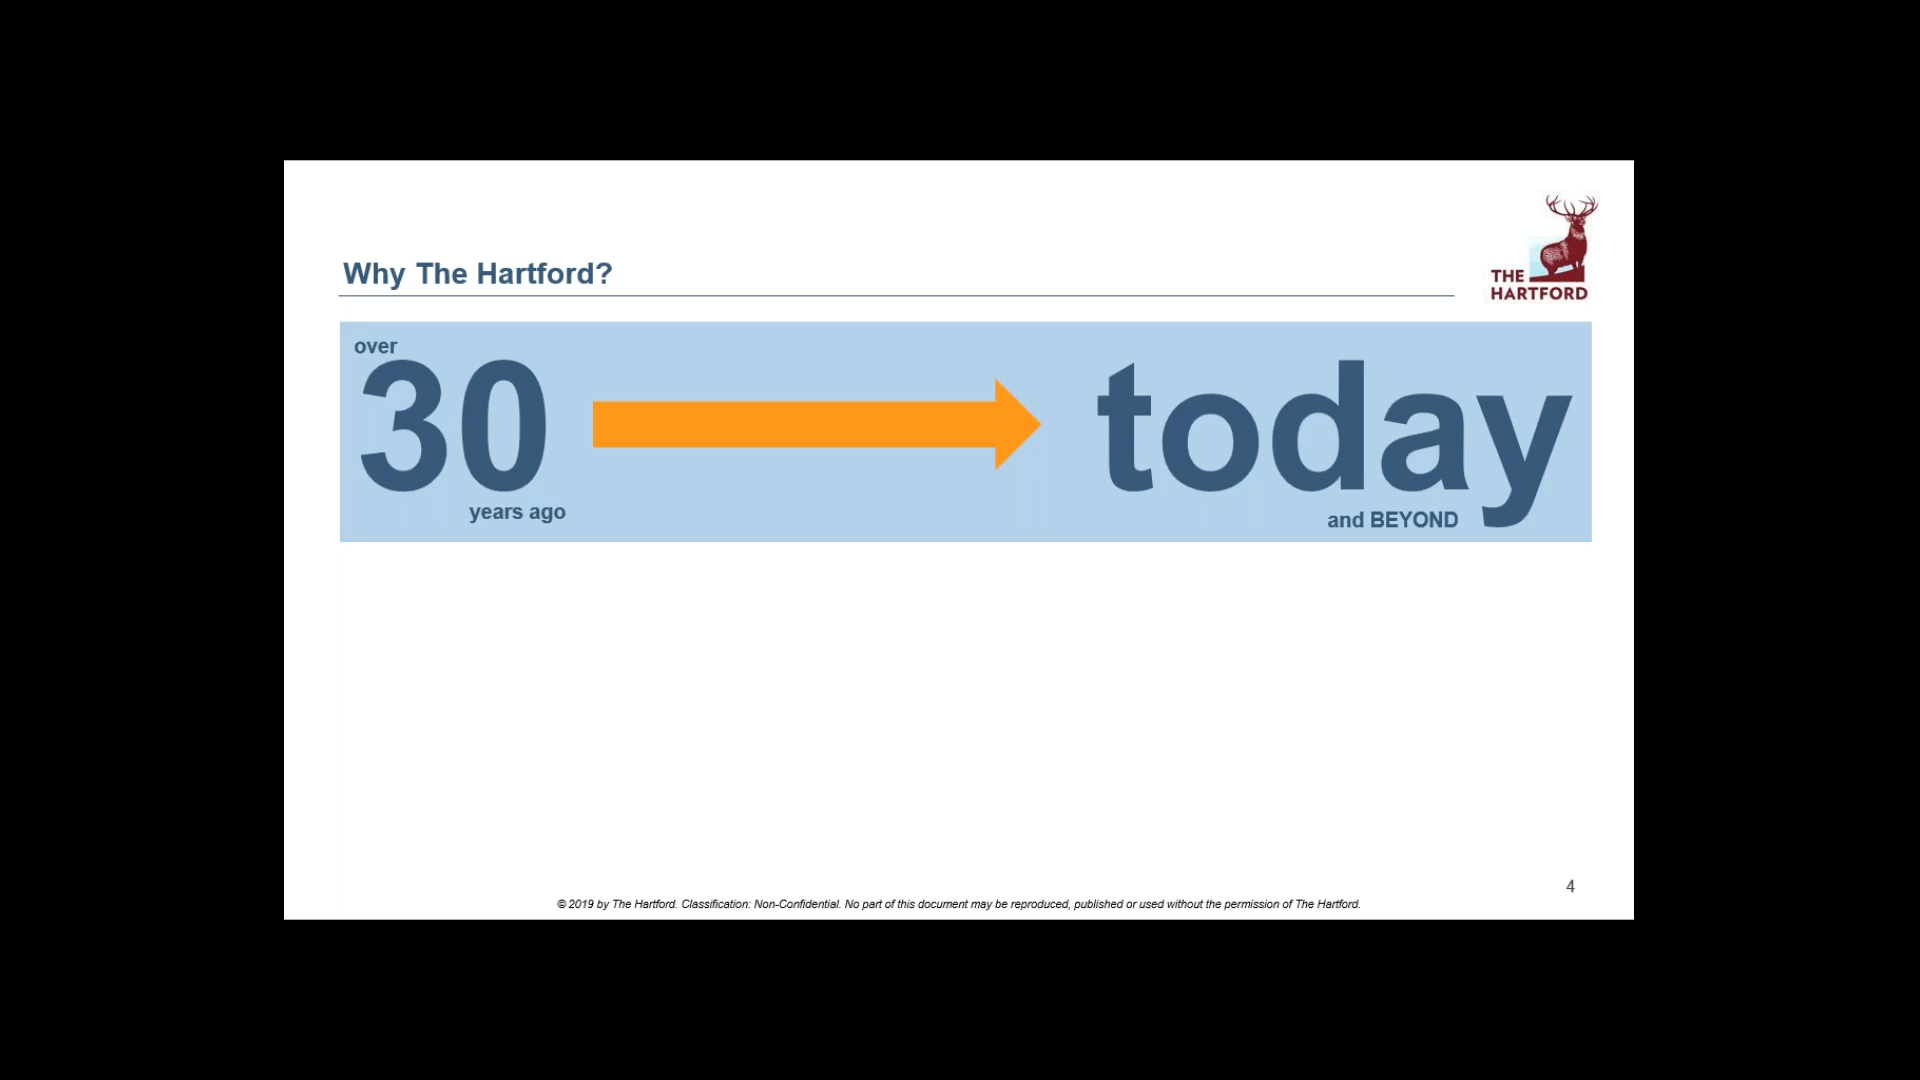 THE
HARTFORD
Why The Hartford?
over
30
years ago
today
and BEYOND
4
© 2019 by The Hartford. Classification: Non-Confidential. No part of this document may be reproduced, published or used without the permission of The Hartford.